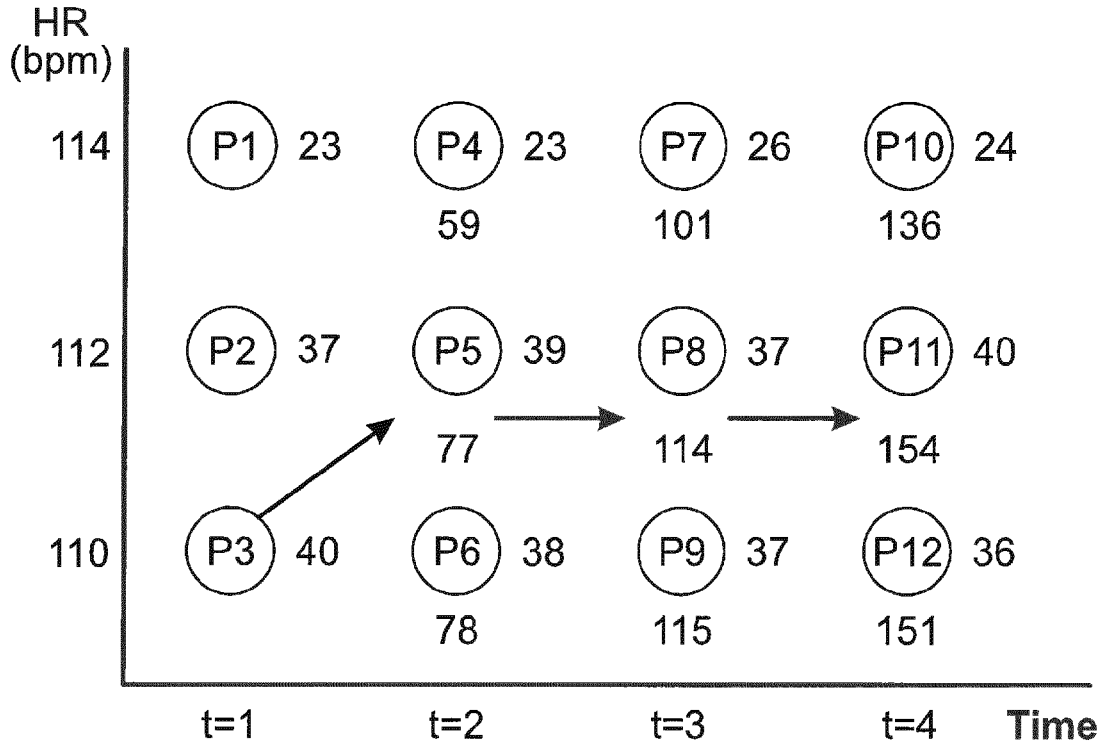 HR
(bpm)
114 P1 23 P4 23 P7 26 P10 24
59 101 136
112 P2 37 P5 39 P8 37 P11 40
77 114 154
110 P3 40 P6 38 P9 37 P12 36
78 115 151
t=1 t=2 t=3 t=4 Time